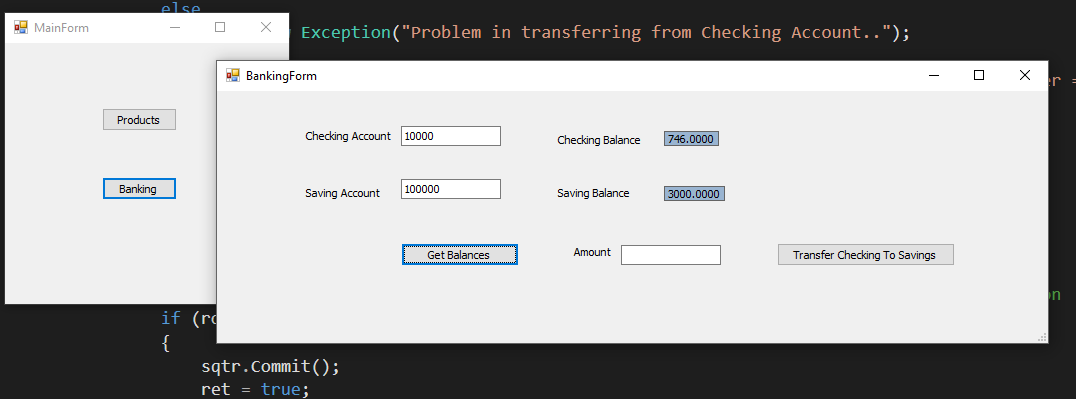 else
MainForm
Exception("Problem in transferring from Checking Account..");
BankingForm
Products
Banking
Checking Account 10000 Checking Balance 746.0000
Saving Account 100000 Saving Balance 3000.0000
Get Balances Amount Transfer Checking To Savings
if (
{
sqtr.Commit();
ret = true;